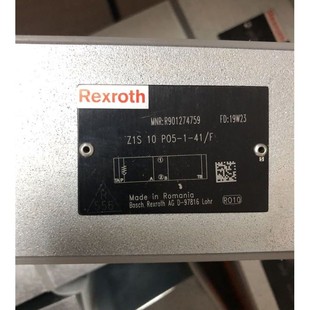 Rexroth
MNR:R901274759 FD:19W23
Z1S 10 P05-1-41/F
Made in Romania
Bosch Rexroth AG D-97816 Lohr
R010